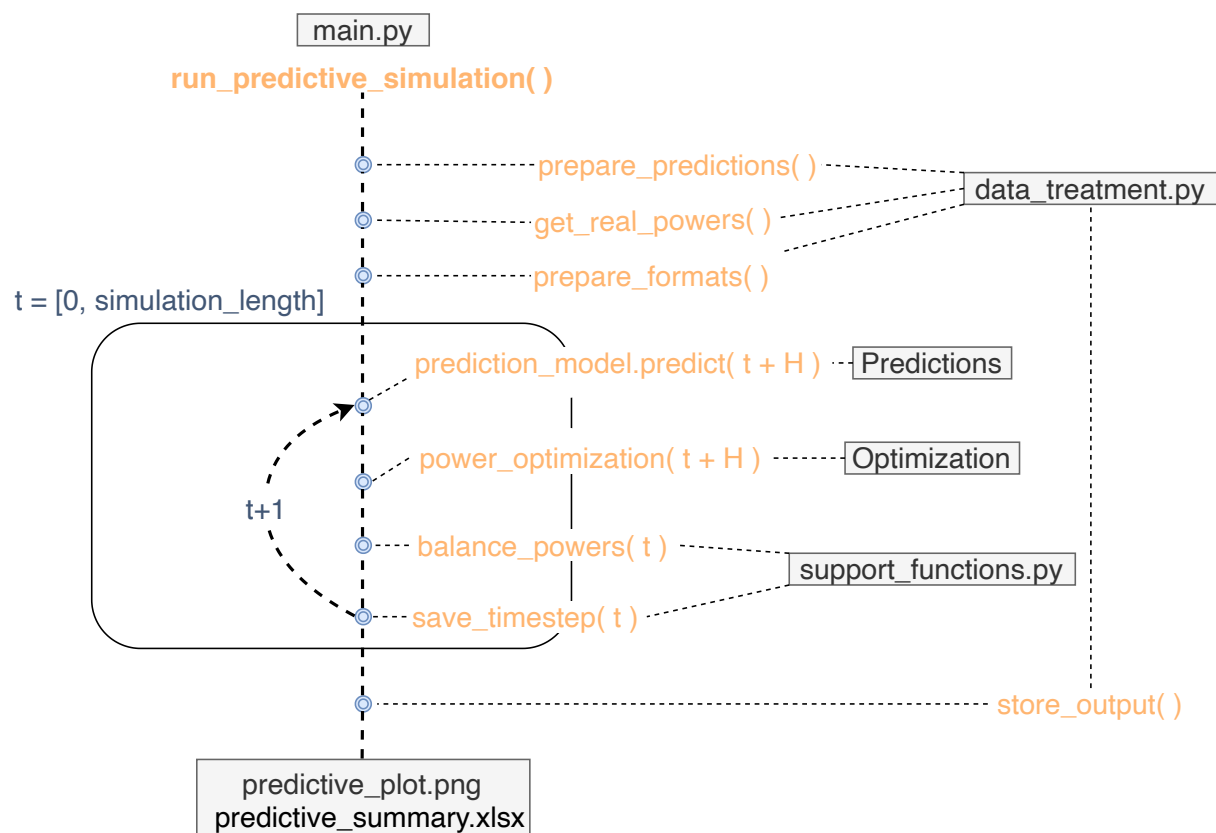 main.py
run_predictive_simulation( )
prepare_predictions( )
data_treatment.py
get_real_powers( )
prepare_formats( )
t = [0, simulation_length]
prediction_model.predict( t + H )
Predictions
power_optimization( t + H )
Optimization
t+1
balance_powers( t )
support_functions.py
save_timestep( t )
store_output( )
predictive_plot.png
predictive_summary.xlsx